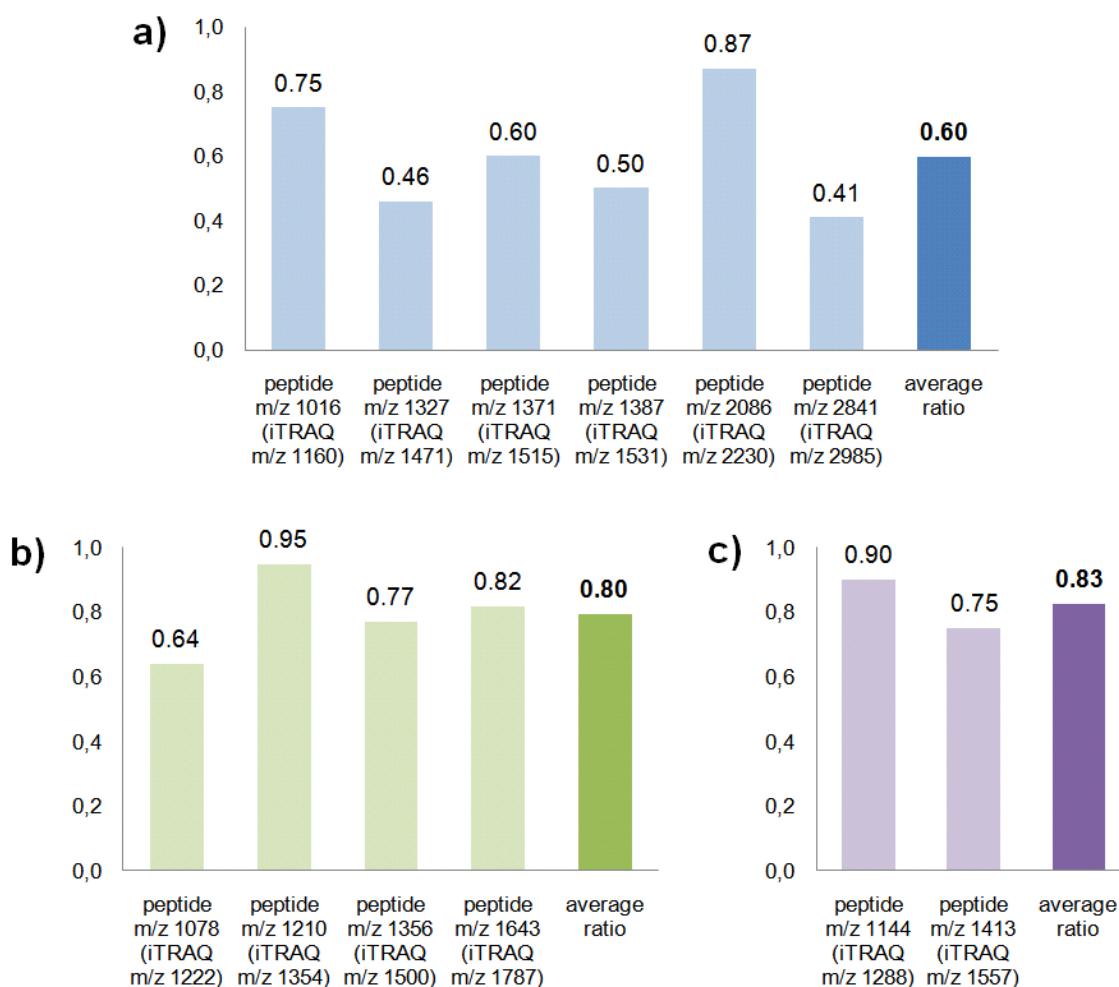 a)
1,0
0,8
0,6
0,4
0,2
0,0
0.75
0.46
0.60
0.50
0.87
0.41
0.60
peptide
m/z 1016
(iTRAQ
m/z 1160)
peptide
m/z 1327
(iTRAQ
m/z 1471)
peptide
m/z 1371
(iTRAQ
m/z 1515)
peptide
m/z 1387
(iTRAQ
m/z 1531)
peptide
m/z 2086
(iTRAQ
m/z 2230)
peptide
m/z 2841
(iTRAQ
m/z 2985)
average
ratio
b)
1,0
0,8
0,6
0,4
0,2
0,0
0.64
0.95
0.77
0.82
0.80
peptide
m/z 1078
(iTRAQ
m/z 1222)
peptide
m/z 1210
(iTRAQ
m/z 1354)
peptide
m/z 1356
(iTRAQ
m/z 1500)
peptide
m/z 1643
(iTRAQ
m/z 1787)
average
ratio
c)
1,0
0,8
0,6
0,4
0,2
0,0
0.90
0.75
0.83
peptide
m/z 1144
(iTRAQ
m/z 1288)
peptide
m/z 1413
(iTRAQ
m/z 1557)
average
ratio